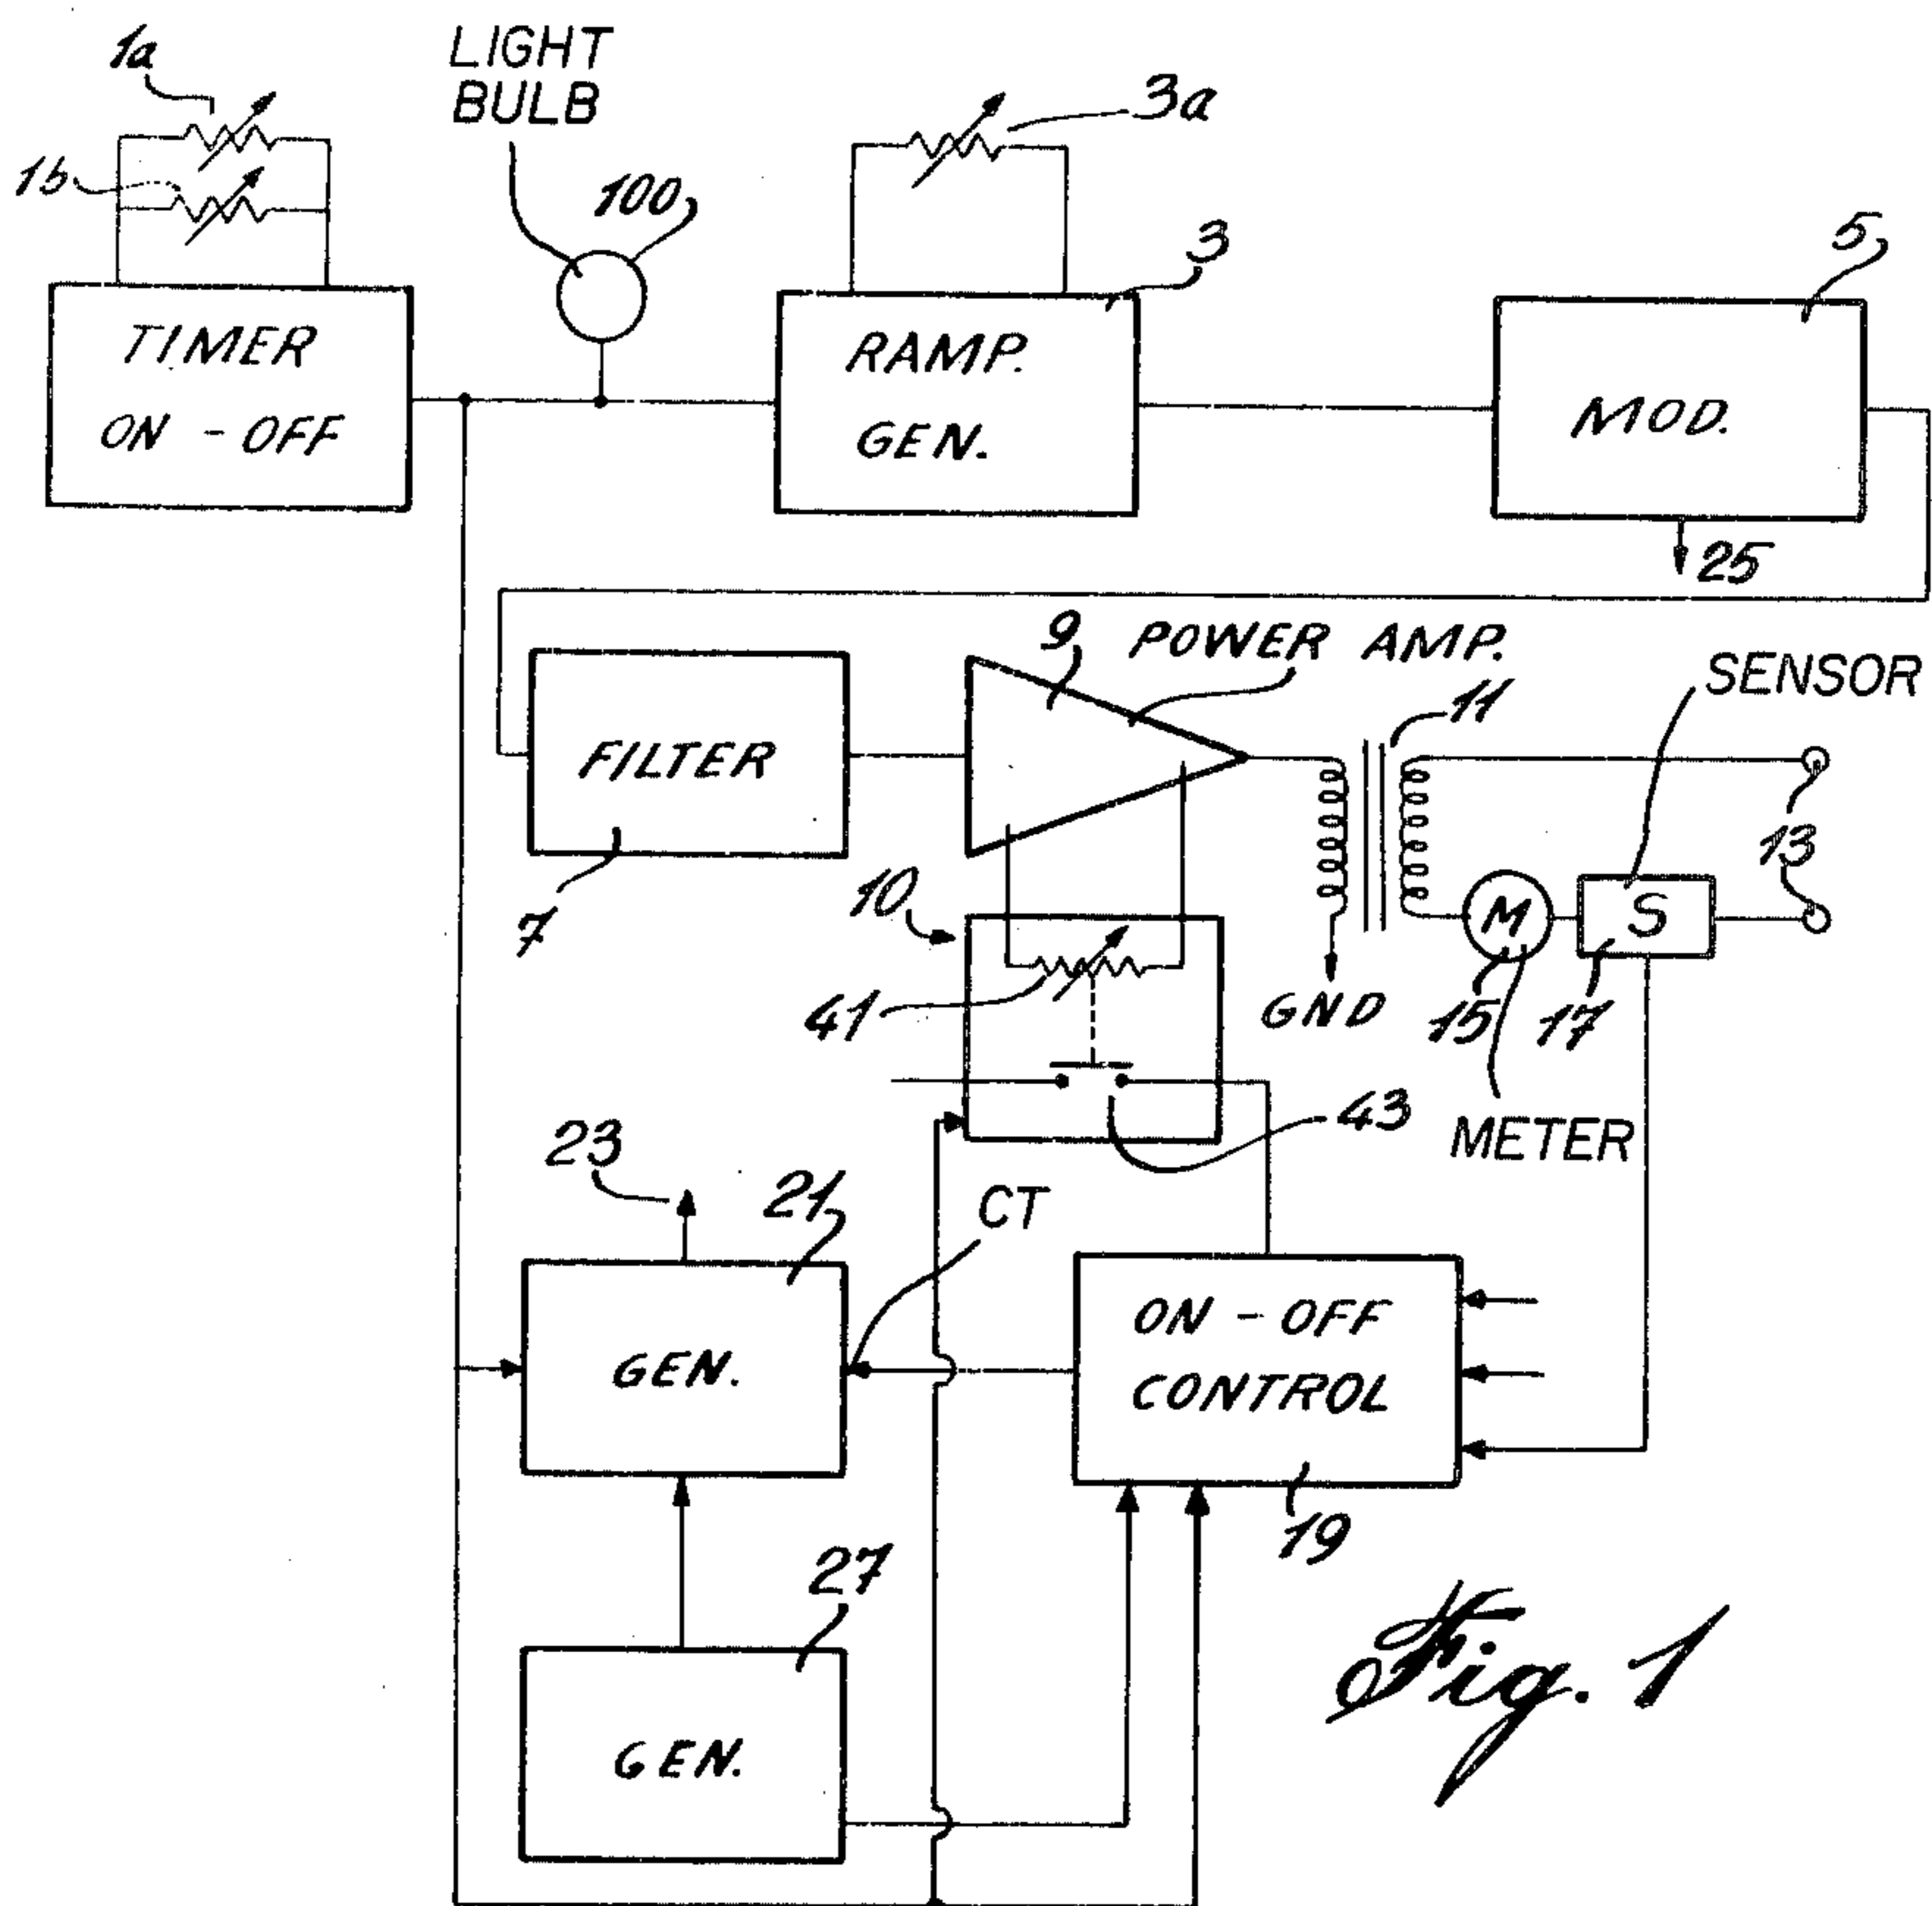 1a
LIGHT
BULB
3a
1b
100
3
5
TIMER
ON - OFF
RAMP.
GEN.
MOD.
25
9
POWER AMP.
11
SENSOR
FILTER
7
13
10
M
S
41
GND
15
17
43
METER
23
21
CT
GEN.
ON - OFF
CONTROL
19
27
GEN.
Fig. 1